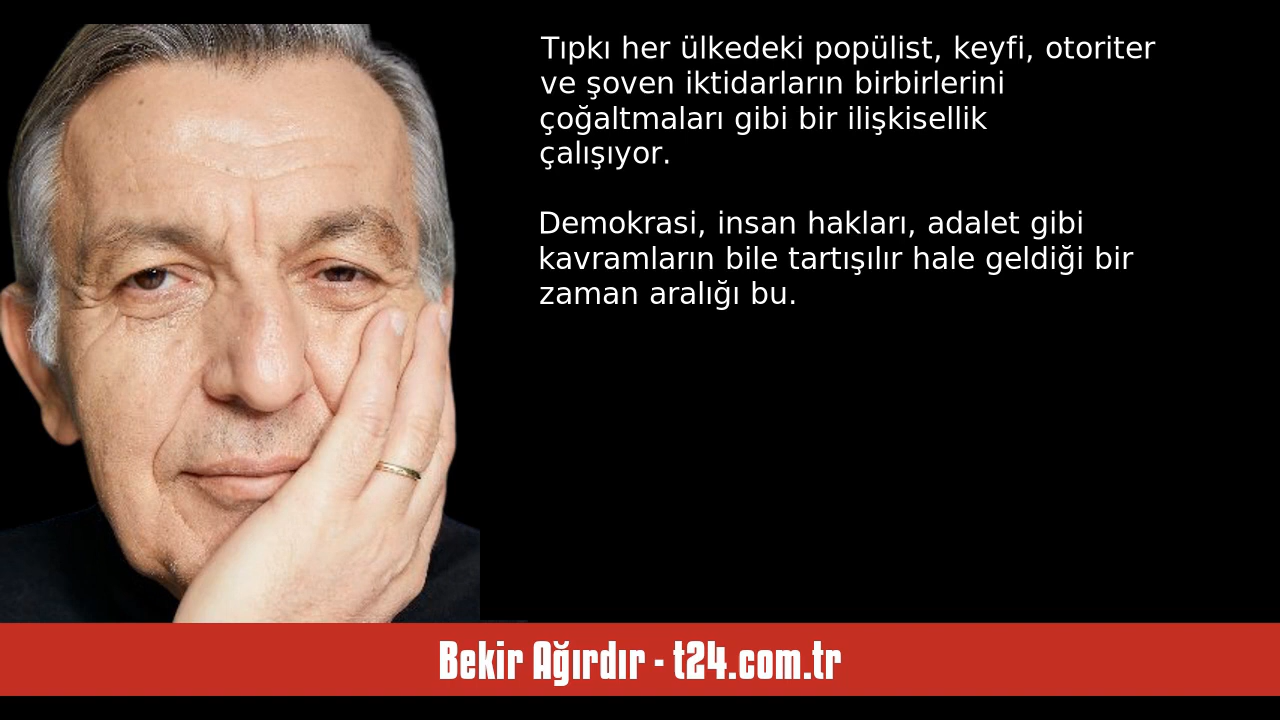 Tıpkı her ülkedeki popülist, keyfi, otoriter
ve şoven iktidarların birbirlerini
çoğaltmaları gibi bir ilişkisellik
çalışıyor.
Demokrasi, insan hakları, adalet gibi
kavramların bile tartışılır hale geldiği bir
zaman aralığı bu.
Bekir Ağırdır - t24.com.tr